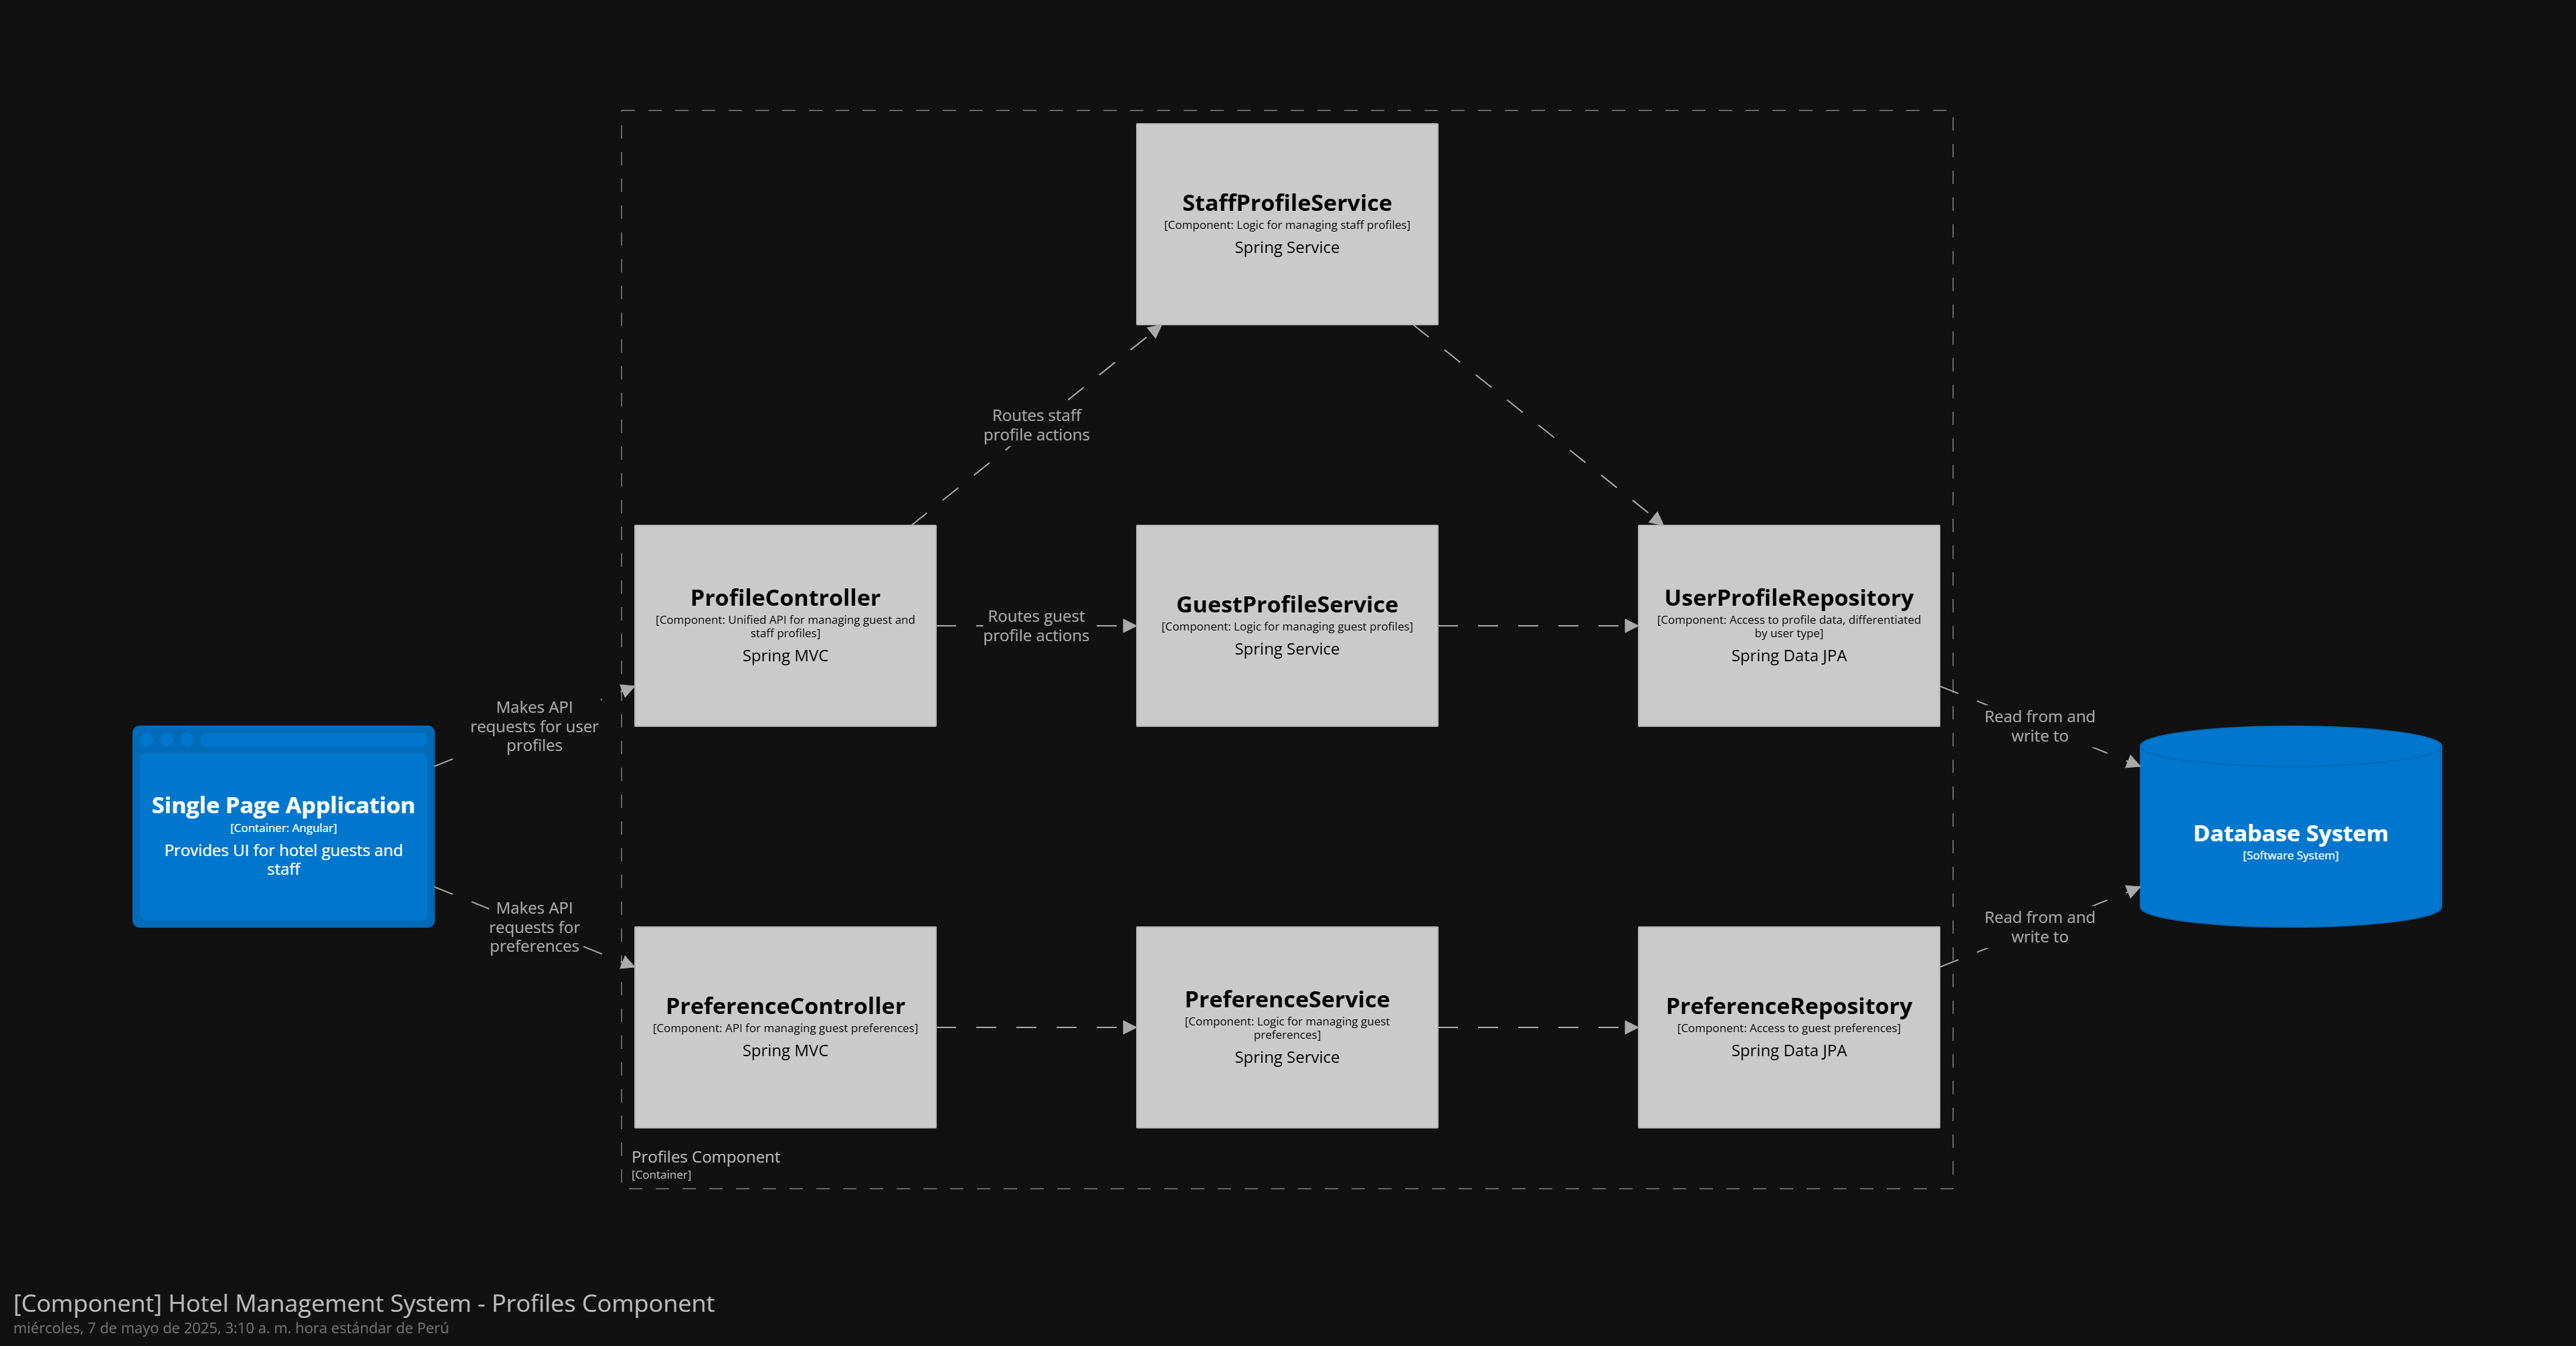 StaffProfileService
[Component: Logic for managing staff profiles]
Spring Service
Routes staff
profile actions
ProfileController
[Component: Unified API for managing guest and
staff profiles]
Spring MVC
Routes guest
profile actions
GuestProfileService
[Component: Logic for managing guest profiles]
Spring Service
UserProfileRepository
[Component: Access to profile data, differentiated
by user type]
Spring Data JPA
Makes API
requests for user
profiles
Read from and
write to
Single Page Application
[Container: Angular]
Provides UI for hotel guests and
staff
Database System
[Software System]
Makes API
requests for
preferences
Read from and
write to
PreferenceController
[Component: API for managing guest preferences]
Spring MVC
PreferenceService
[Component: Logic for managing guest
preferences]
Spring Service
PreferenceRepository
[Component: Access to guest preferences]
Spring Data JPA
Profiles Component
[Container]
[Component] Hotel Management System - Profiles Component
miércoles, 7 de mayo de 2025, 3:10 a. m. hora estándar de Perú